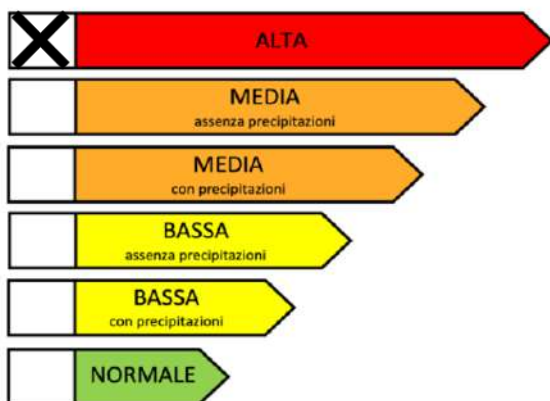 ALTA
MEDIA
assenza precipitazioni
MEDIA
con precipitazioni
BASSA
assenza precipitazioni
BASSA
con precipitazioni
NORMALE